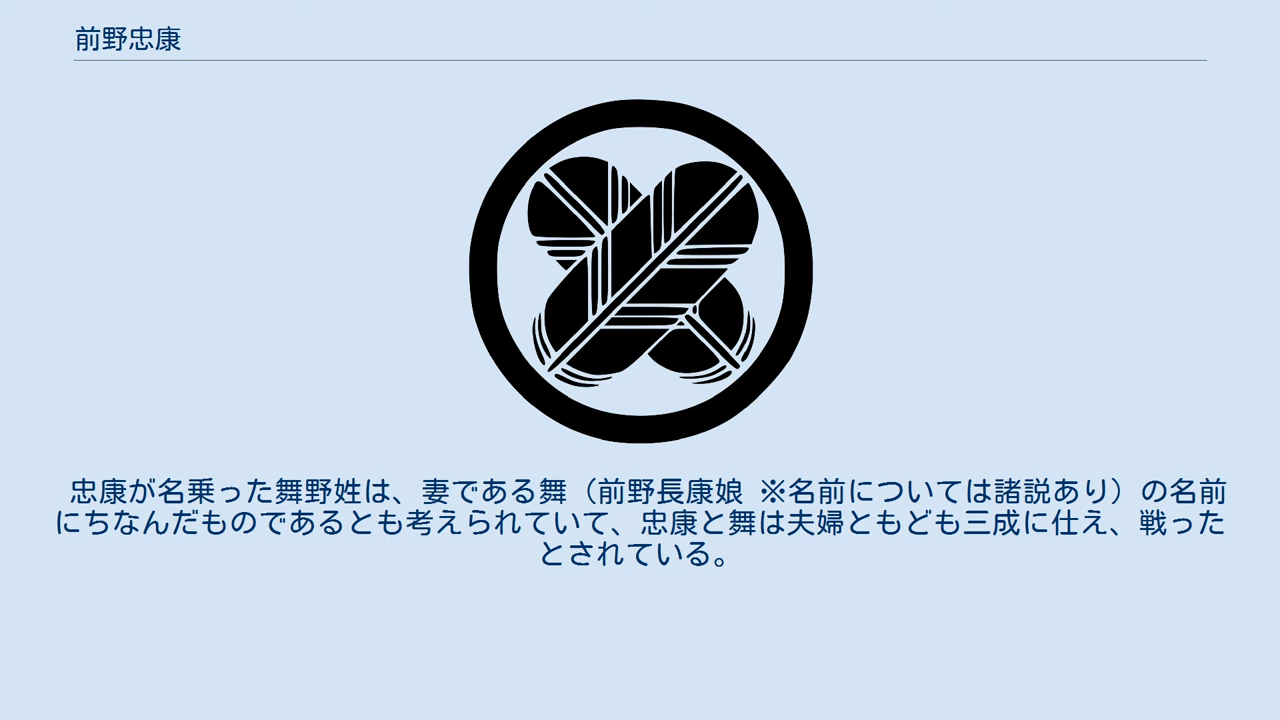 前野忠康
忠康が名乗った舞野姓は、妻である舞（前野長康娘 ※名前については諸説あり）の名前
にちなんだものであるとも考えられていて、忠康と舞は夫婦ともども三成に仕え、戦った
とされている。